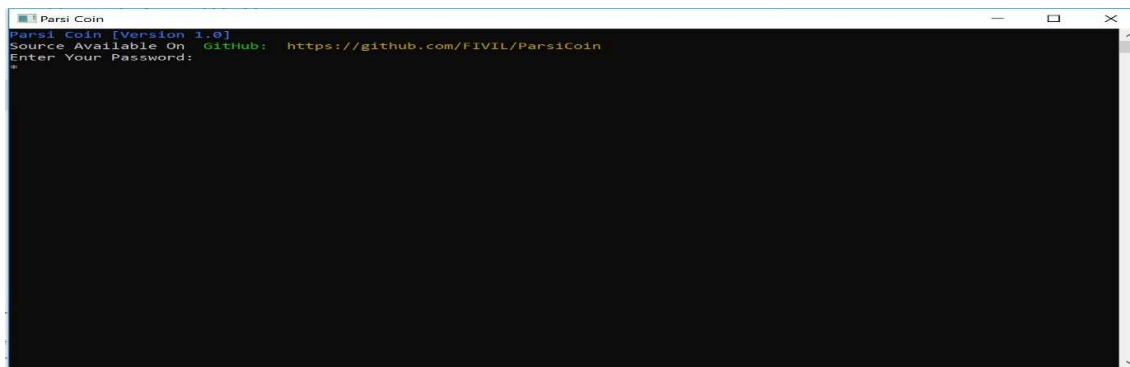 Parsi Coin
Parsi Coin [Version 1.0]
Source Available On GitHub: https://github.com/FIVIL/ParsiCoin
Enter Your Password:
*